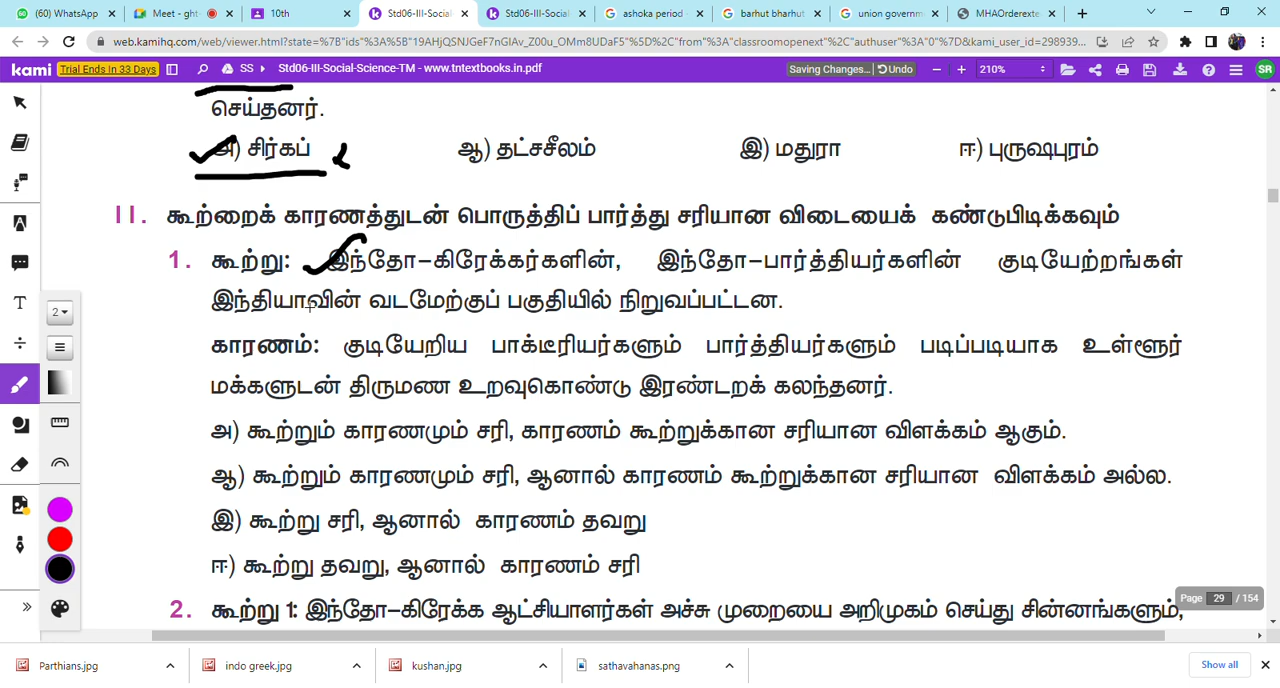 (60) WhatsApp
Meet - ght-
10th
Std06-III-Social-
Std06-III-Social-
ashoka period -
barhut bharhut
union governm
MHAOrderexte
web.kamihq.com/web/viewer.html?state=%7B"ids"%3A%5B"19AHjQSNJGeF7nGIAv_Z00u_OMm8UDaF5"%5D%2C"from"%3A"classroomopenext"%2C"authuser"%3A"0"%7D&kami_user_id=298939...
kami Trial Ends In 33 Days SS Std06-III-Social-Science-TM - www.tntextbooks.in.pdf Saving Changes... Undo 210% SR
செய்தனர்.
அ) சிர்கப் ஆ) தட்சசீலம் இ) மதுரா ஈ) புருஷபுரம்
II. கூற்றைக் காரணத்துடன் பொருத்திப் பார்த்து சரியான விடையைக் கண்டுபிடிக்கவும்
1. கூற்று: இந்தோ–கிரேக்கர்களின், இந்தோ–பார்த்தியர்களின் குடியேற்றங்கள்
இந்தியாவின் வடமேற்குப் பகுதியில் நிறுவப்பட்டன.
2
காரணம்: குடியேறிய பாக்டீரியர்களும் பார்த்தியர்களும் படிப்படியாக உள்ளூர்
மக்களுடன் திருமண உறவுகொண்டு இரண்டறக் கலந்தனர்.
அ) கூற்றும் காரணமும் சரி, காரணம் கூற்றுக்கான சரியான விளக்கம் ஆகும்.
ஆ) கூற்றும் காரணமும் சரி, ஆனால் காரணம் கூற்றுக்கான சரியான விளக்கம் அல்ல.
இ) கூற்று சரி, ஆனால் காரணம் தவறு
ஈ) கூற்று தவறு, ஆனால் காரணம் சரி
2. கூற்று 1: இந்தோ–கிரேக்க ஆட்சியாளர்கள் அச்சு முறையை அறிமுகம் செய்து சின்னங்களும்,
Page 29 / 154
Parthians.jpg
indo greek.jpg
kushan.jpg
sathavahanas.png
Show all